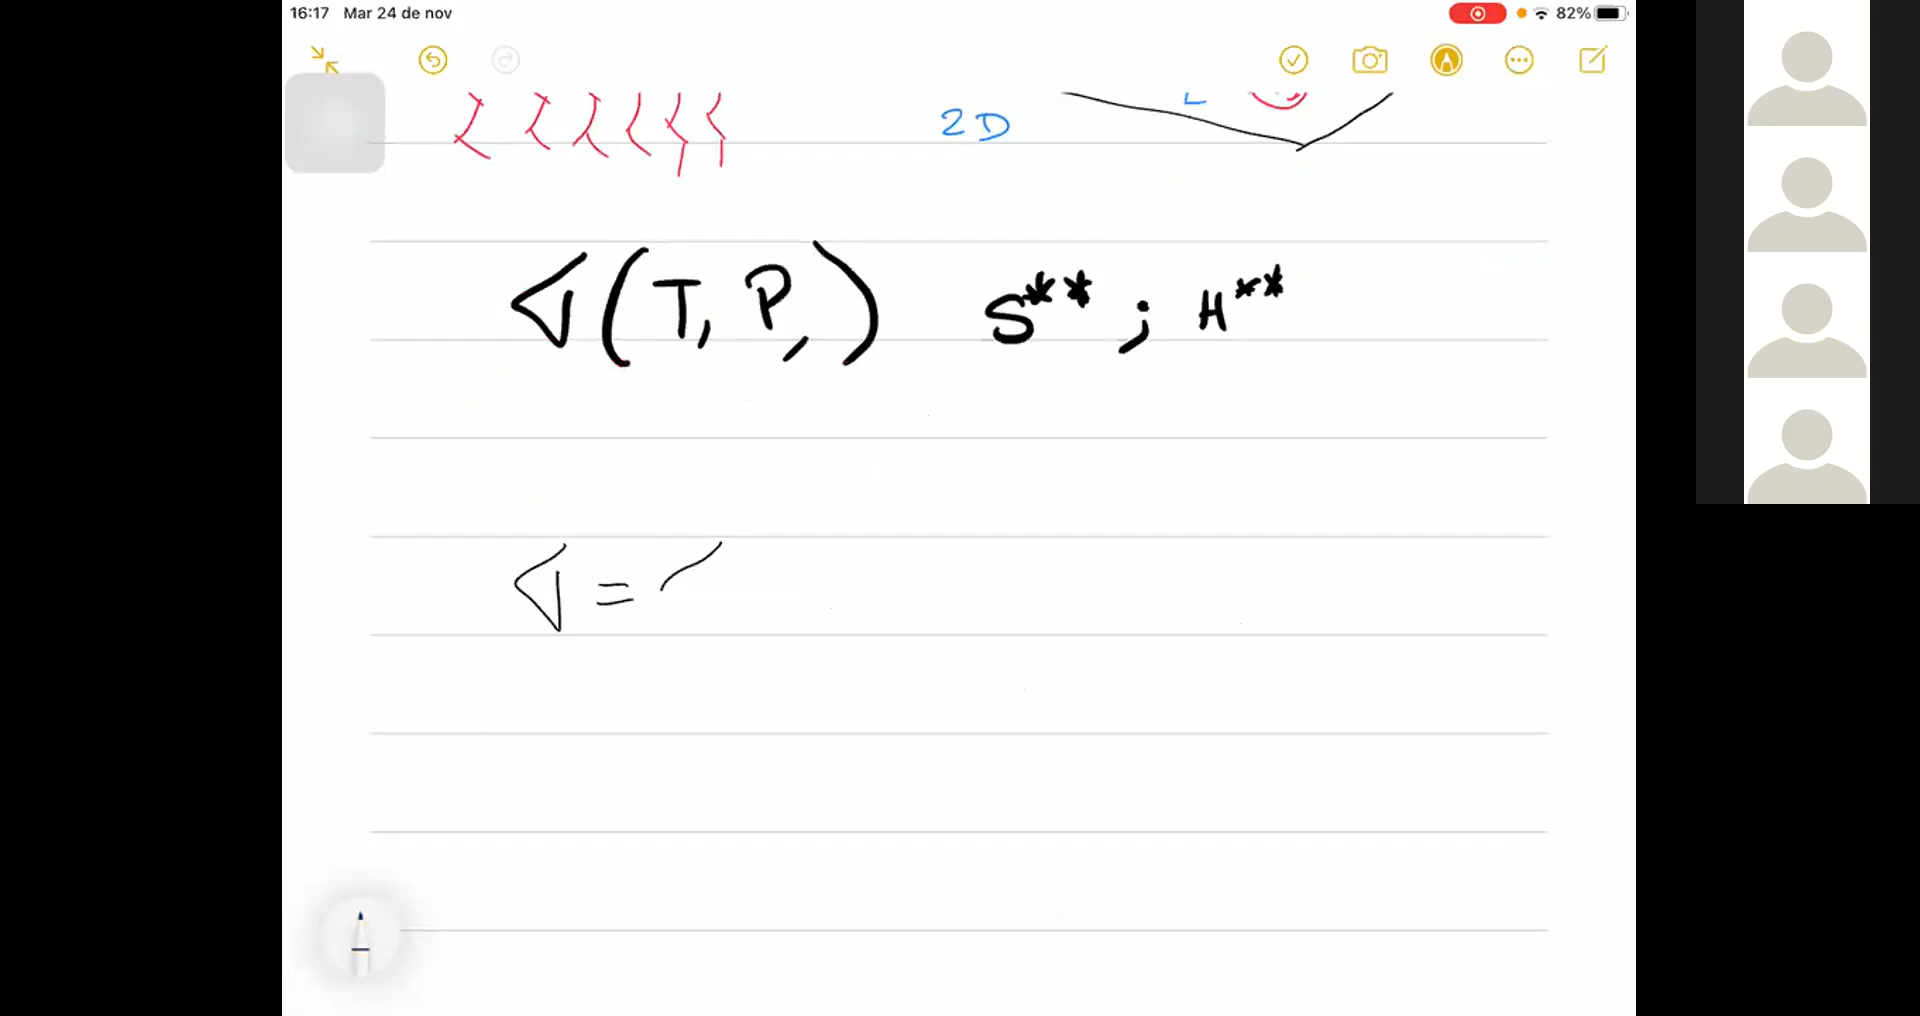 16:17 Mar 24 de nov 82%
2D
(T, P, ) S** ; H**
=